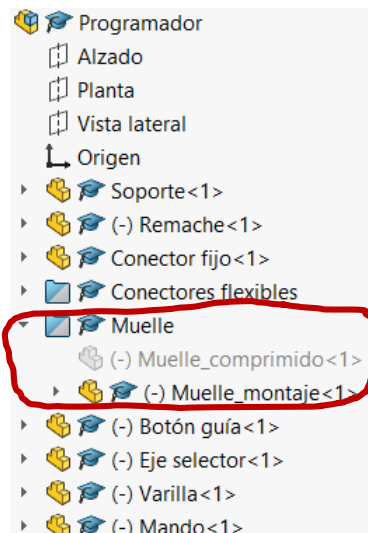 Programador
Alzado
Planta
Vista lateral
Origen
Soporte<1>
(-) Remache<1>
Conector fijo<1>
Conectores flexibles
Muelle
(-) Muelle_comprimido<1>
(-) Muelle_montaje<1>
(-) Botón guía<1>
(-) Eje selector<1>
(-) Varilla<1>
(-) Mando<1>